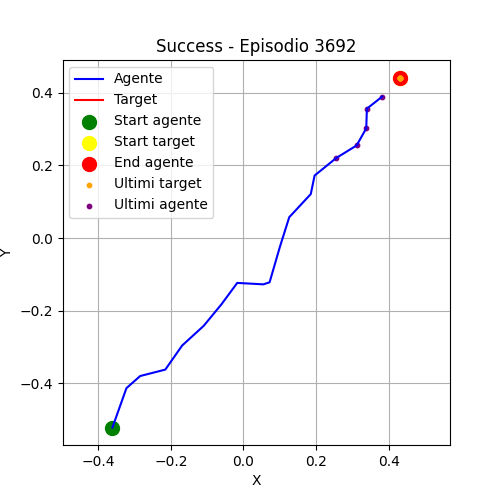 Success - Episodio 3692
Agente
Target
Start agente
Start target
End agente
Ultimi target
Ultimi agente
Y
0.4
0.2
0.0
−0.2
−0.4
−0.4
−0.2
0.0
0.2
0.4
X